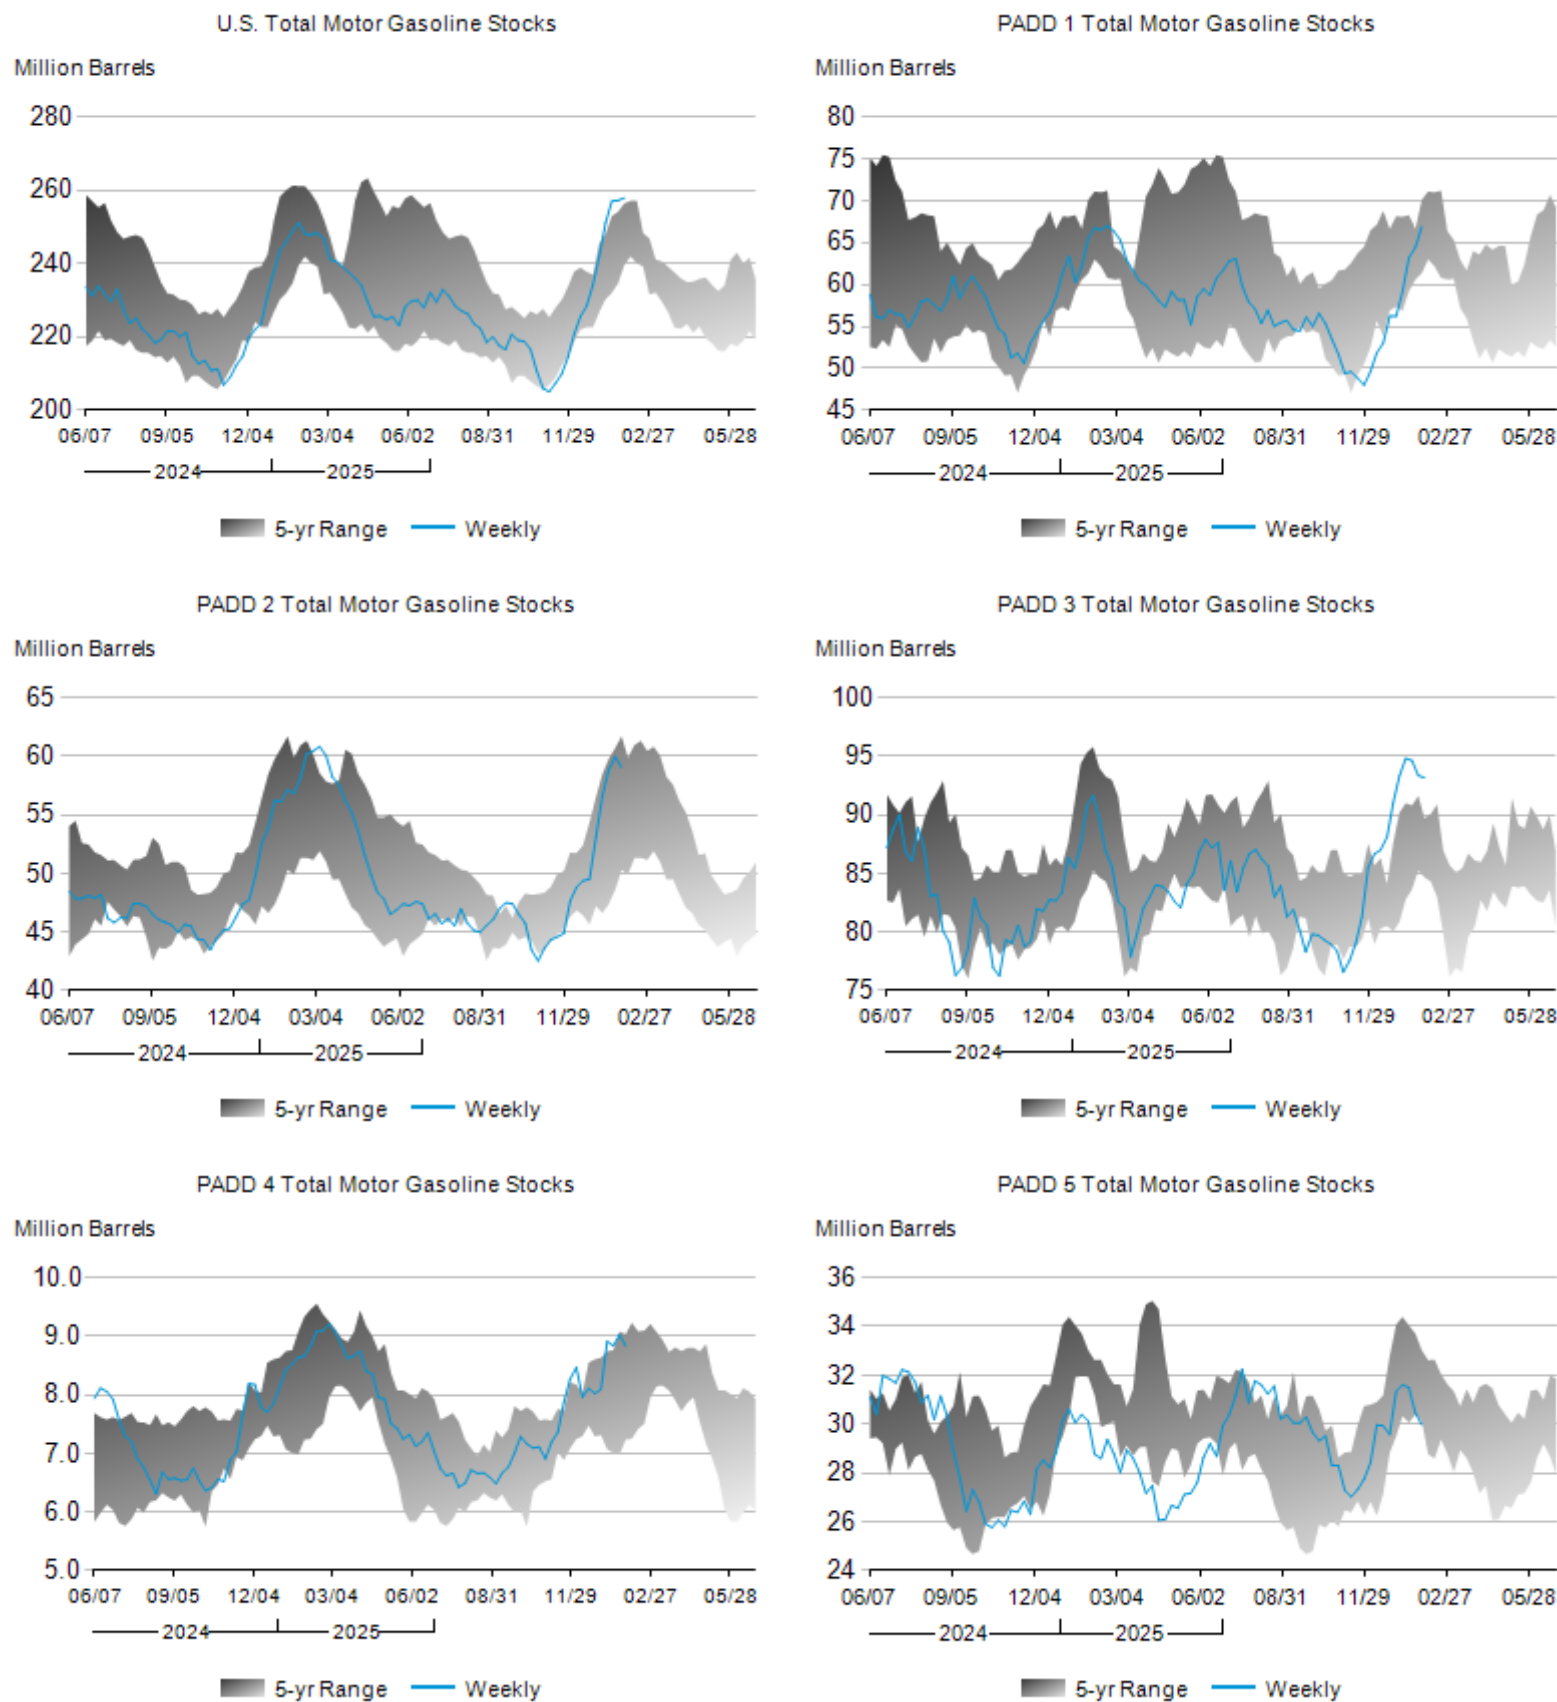 U.S. Total Motor Gasoline Stocks
Million Barrels
280
260
240
220
200
06/07 09/05 12/04 03/04 06/02 08/31 11/29 02/27 05/28
2024 2025
5-yr Range Weekly
PADD 1 Total Motor Gasoline Stocks
Million Barrels
80
75
70
65
60
55
50
45
06/07 09/05 12/04 03/04 06/02 08/31 11/29 02/27 05/28
2024 2025
5-yr Range Weekly
PADD 2 Total Motor Gasoline Stocks
Million Barrels
65
60
55
50
45
40
06/07 09/05 12/04 03/04 06/02 08/31 11/29 02/27 05/28
2024 2025
5-yr Range Weekly
PADD 3 Total Motor Gasoline Stocks
Million Barrels
100
95
90
85
80
75
06/07 09/05 12/04 03/04 06/02 08/31 11/29 02/27 05/28
2024 2025
5-yr Range Weekly
PADD 4 Total Motor Gasoline Stocks
Million Barrels
10.0
9.0
8.0
7.0
6.0
5.0
06/07 09/05 12/04 03/04 06/02 08/31 11/29 02/27 05/28
2024 2025
5-yr Range Weekly
PADD 5 Total Motor Gasoline Stocks
Million Barrels
36
34
32
30
28
26
24
06/07 09/05 12/04 03/04 06/02 08/31 11/29 02/27 05/28
2024 2025
5-yr Range Weekly